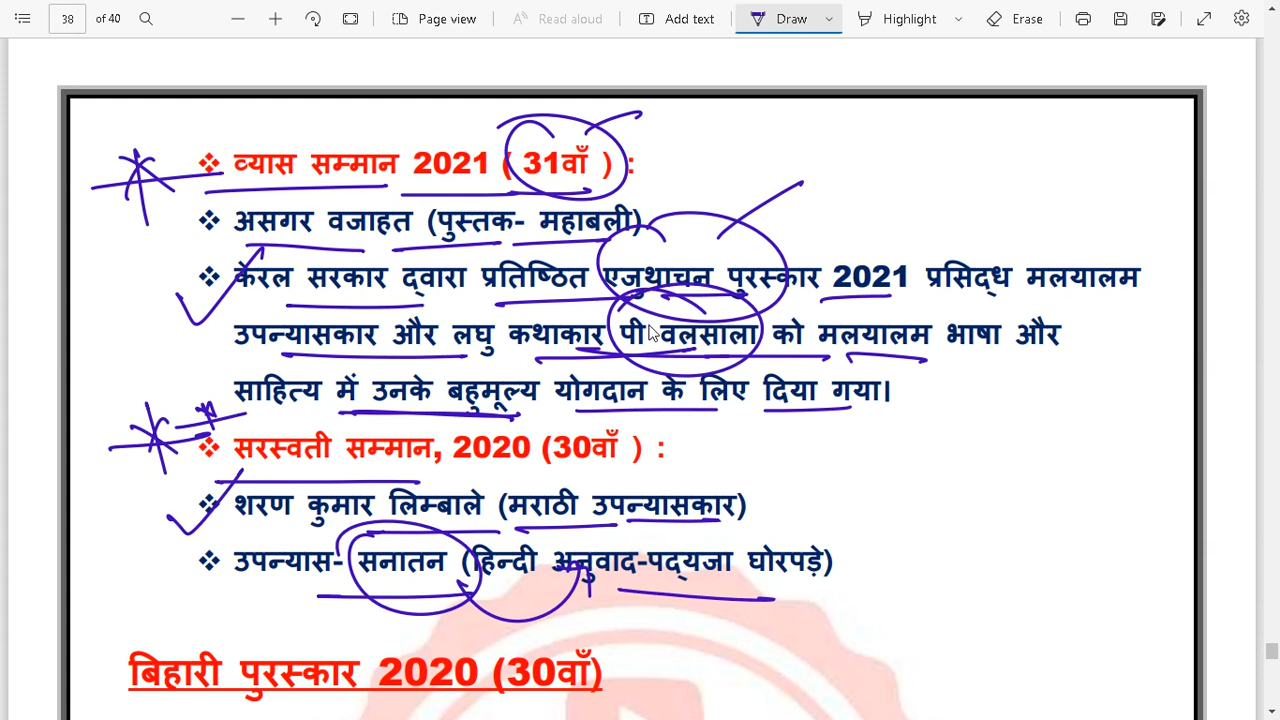 38 of 40 Page view Read aloud Add text Draw Highlight Erase
❖ व्यास सम्मान 2021 ( 31वाँ ) :
❖ असगर वजाहत (पुस्तक- महाबली)
❖ केरल सरकार द्वारा प्रतिष्ठित एजुथाचन पुरस्कार 2021 प्रसिद्ध मलयालम
उपन्यासकार और लघु कथाकार पी वलसाला को मलयालम भाषा और
साहित्य में उनके बहुमूल्य योगदान के लिए दिया गया।
❖ सरस्वती सम्मान, 2020 (30वाँ ) :
❖ शरण कुमार लिम्बाले (मराठी उपन्यासकार)
❖ उपन्यास- सनातन (हिन्दी अनुवाद-पद्यजा घोरपड़े)
बिहारी पुरस्कार 2020 (30वाँ)